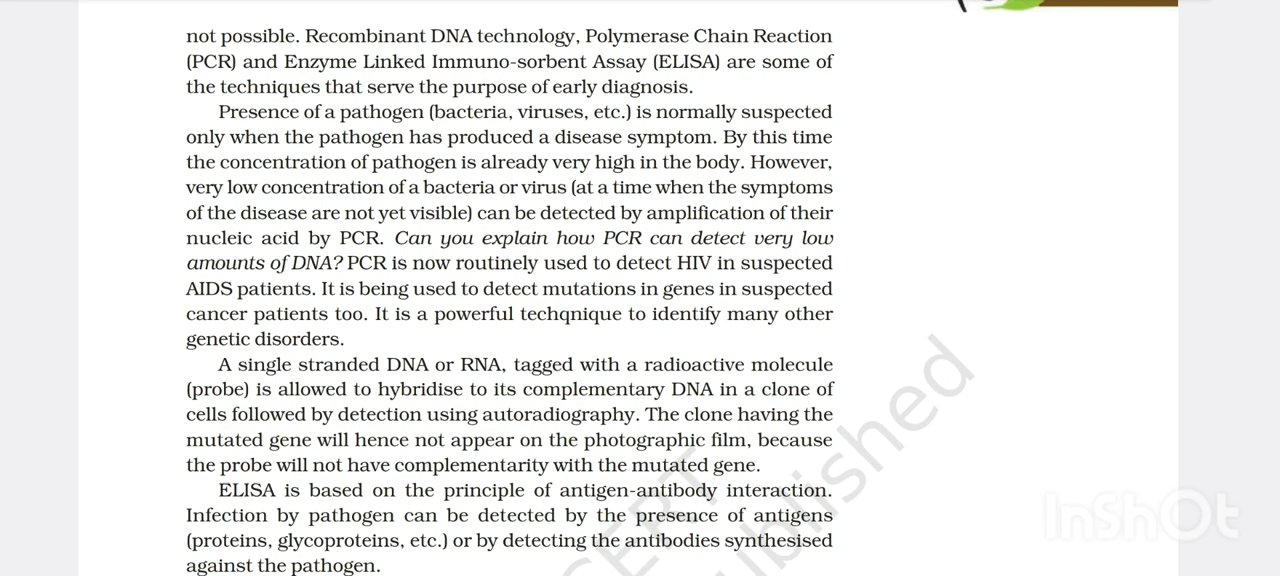 not possible. Recombinant DNA technology, Polymerase Chain Reaction
(PCR) and Enzyme Linked Immuno-sorbent Assay (ELISA) are some of
the techniques that serve the purpose of early diagnosis.
Presence of a pathogen (bacteria, viruses, etc.) is normally suspected
only when the pathogen has produced a disease symptom. By this time
the concentration of pathogen is already very high in the body. However,
very low concentration of a bacteria or virus (at a time when the symptoms
of the disease are not yet visible) can be detected by amplification of their
nucleic acid by PCR. Can you explain how PCR can detect very low
amounts of DNA? PCR is now routinely used to detect HIV in suspected
AIDS patients. It is being used to detect mutations in genes in suspected
cancer patients too. It is a powerful techqnique to identify many other
genetic disorders.
A single stranded DNA or RNA, tagged with a radioactive molecule
(probe) is allowed to hybridise to its complementary DNA in a clone of
cells followed by detection using autoradiography. The clone having the
mutated gene will hence not appear on the photographic film, because
the probe will not have complementarity with the mutated gene.
ELISA is based on the principle of antigen-antibody interaction.
Infection by pathogen can be detected by the presence of antigens
(proteins, glycoproteins, etc.) or by detecting the antibodies synthesised
against the pathogen.
published
InShOt